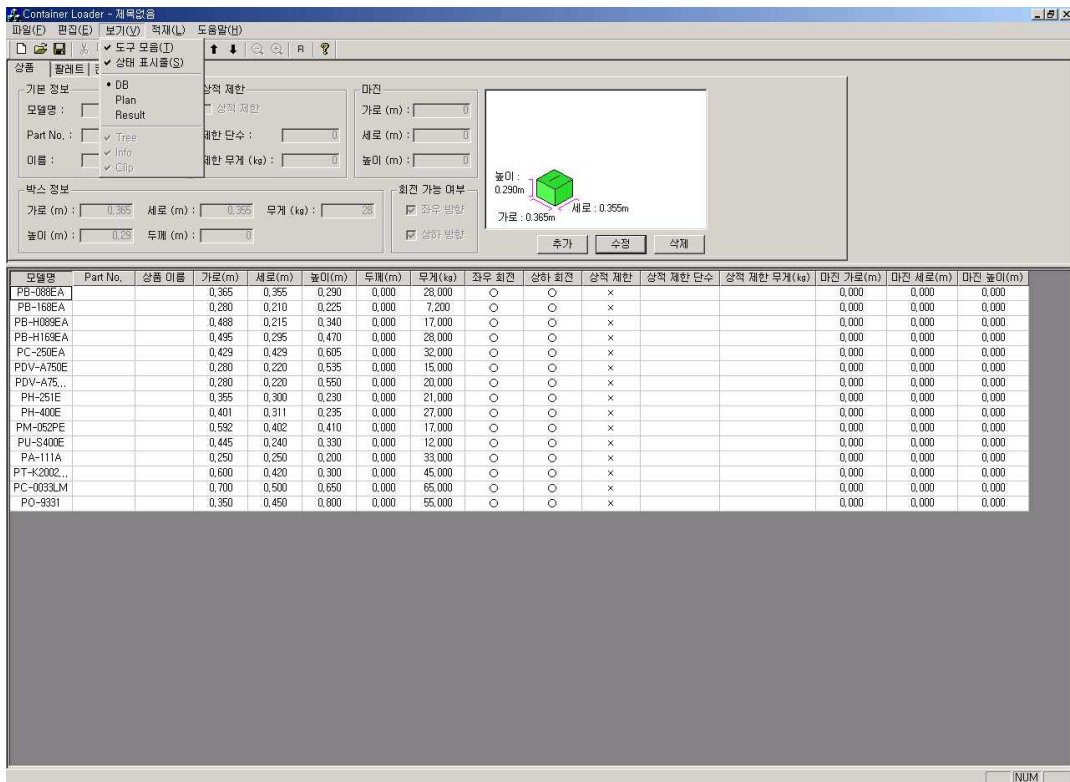 Container Loader - 제목없음
파일(F) 편집(E) 보기(V) 적재(L) 도움말(H)
✓ 도구 모음(T)
✓ 상태 표시줄(S)
• DB
Plan
Result
✓ Tree
✓ Info
✓ Clip
R
상품 팔레트
기본 정보 상적 제한 마진
모델명 : 상적 제한 가로 (m) : 0
Part No. : 제한 단수 : 0 세로 (m) : 0
이름 : 제한 무게 (kg) : 0 높이 (m) : 0
박스 정보 회전 가능 여부
가로 (m) : 0,365 세로 (m) : 0,355 무게 (kg) : 28 좌우 방향
높이 (m) : 0,29 두께 (m) : 0 상하 방향
높이 :
0.290m
가로 : 0.365m
세로 : 0.355m
추가 수정 삭제
모델명 Part No. 상품 이름 가로(m) 세로(m) 높이(m) 두께(m) 무게(kg) 좌우 회전 상하 회전 상적 제한 상적 제한 단수 상적 제한 무게(kg) 마진 가로(m) 마진 세로(m) 마진 높이(m)
PB-088EA 0,365 0,355 0,290 0,000 28,000 ○ ○ × 0,000 0,000 0,000
PB-168EA 0,280 0,210 0,225 0,000 7,200 ○ ○ × 0,000 0,000 0,000
PB-H089EA 0,488 0,215 0,340 0,000 17,000 ○ ○ × 0,000 0,000 0,000
PB-H169EA 0,495 0,295 0,470 0,000 28,000 ○ ○ × 0,000 0,000 0,000
PC-250EA 0,429 0,429 0,605 0,000 32,000 ○ ○ × 0,000 0,000 0,000
PDV-A750E 0,280 0,220 0,535 0,000 15,000 ○ ○ × 0,000 0,000 0,000
PDV-A75... 0,280 0,220 0,550 0,000 20,000 ○ ○ × 0,000 0,000 0,000
PH-251E 0,355 0,300 0,230 0,000 21,000 ○ ○ × 0,000 0,000 0,000
PH-400E 0,401 0,311 0,235 0,000 27,000 ○ ○ × 0,000 0,000 0,000
PM-052PE 0,592 0,402 0,410 0,000 17,000 ○ ○ × 0,000 0,000 0,000
PU-S400E 0,445 0,240 0,330 0,000 12,000 ○ ○ × 0,000 0,000 0,000
PA-111A 0,250 0,250 0,200 0,000 33,000 ○ ○ × 0,000 0,000 0,000
PT-K2002... 0,600 0,420 0,300 0,000 45,000 ○ ○ × 0,000 0,000 0,000
PC-0033LM 0,700 0,500 0,650 0,000 65,000 ○ ○ × 0,000 0,000 0,000
PO-9331 0,350 0,450 0,800 0,000 55,000 ○ ○ × 0,000 0,000 0,000
NUM